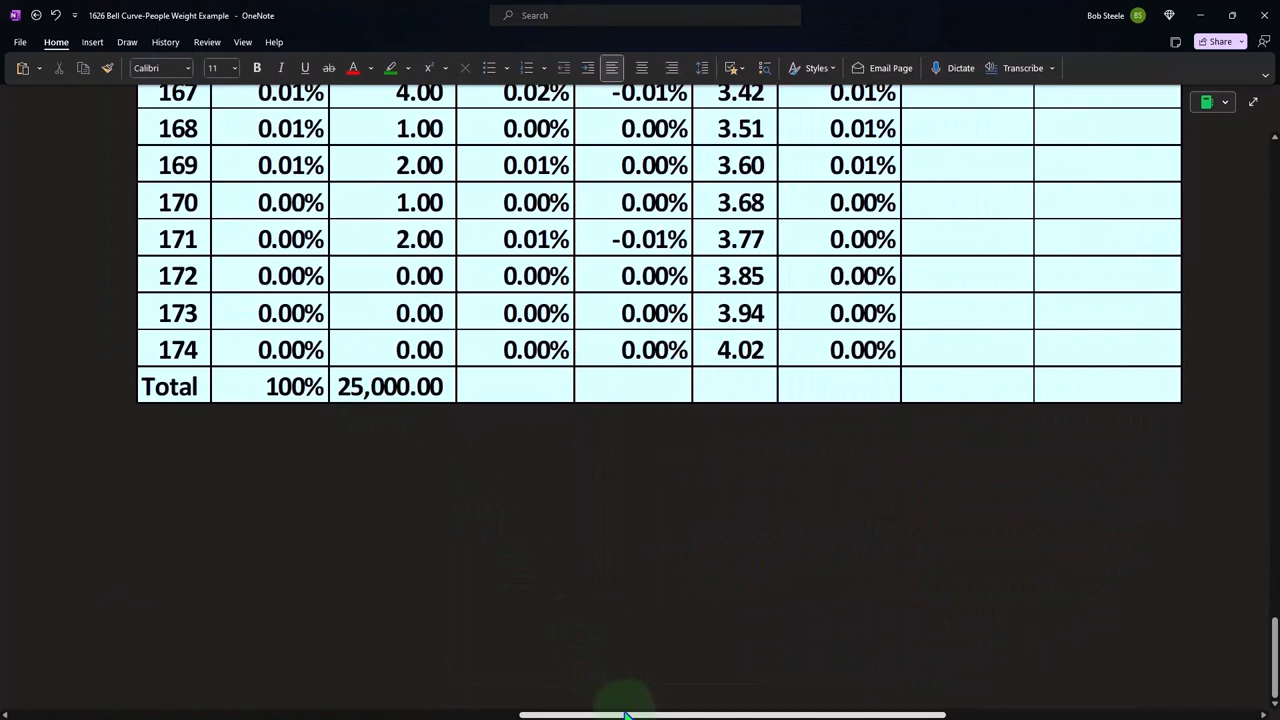 1626 Bell Curve-People Weight Example - OneNote
Search
Bob Steele BS
File Home Insert Draw History Review View Help
Share
Calibri 11 B I U ab A x Styles Email Page Dictate Transcribe
167 0.01% 4.00 0.02% -0.01% 3.42 0.01%
168 0.01% 1.00 0.00% 0.00% 3.51 0.01%
169 0.01% 2.00 0.01% 0.00% 3.60 0.01%
170 0.00% 1.00 0.00% 0.00% 3.68 0.00%
171 0.00% 2.00 0.01% -0.01% 3.77 0.00%
172 0.00% 0.00 0.00% 0.00% 3.85 0.00%
173 0.00% 0.00 0.00% 0.00% 3.94 0.00%
174 0.00% 0.00 0.00% 0.00% 4.02 0.00%
Total 100% 25,000.00